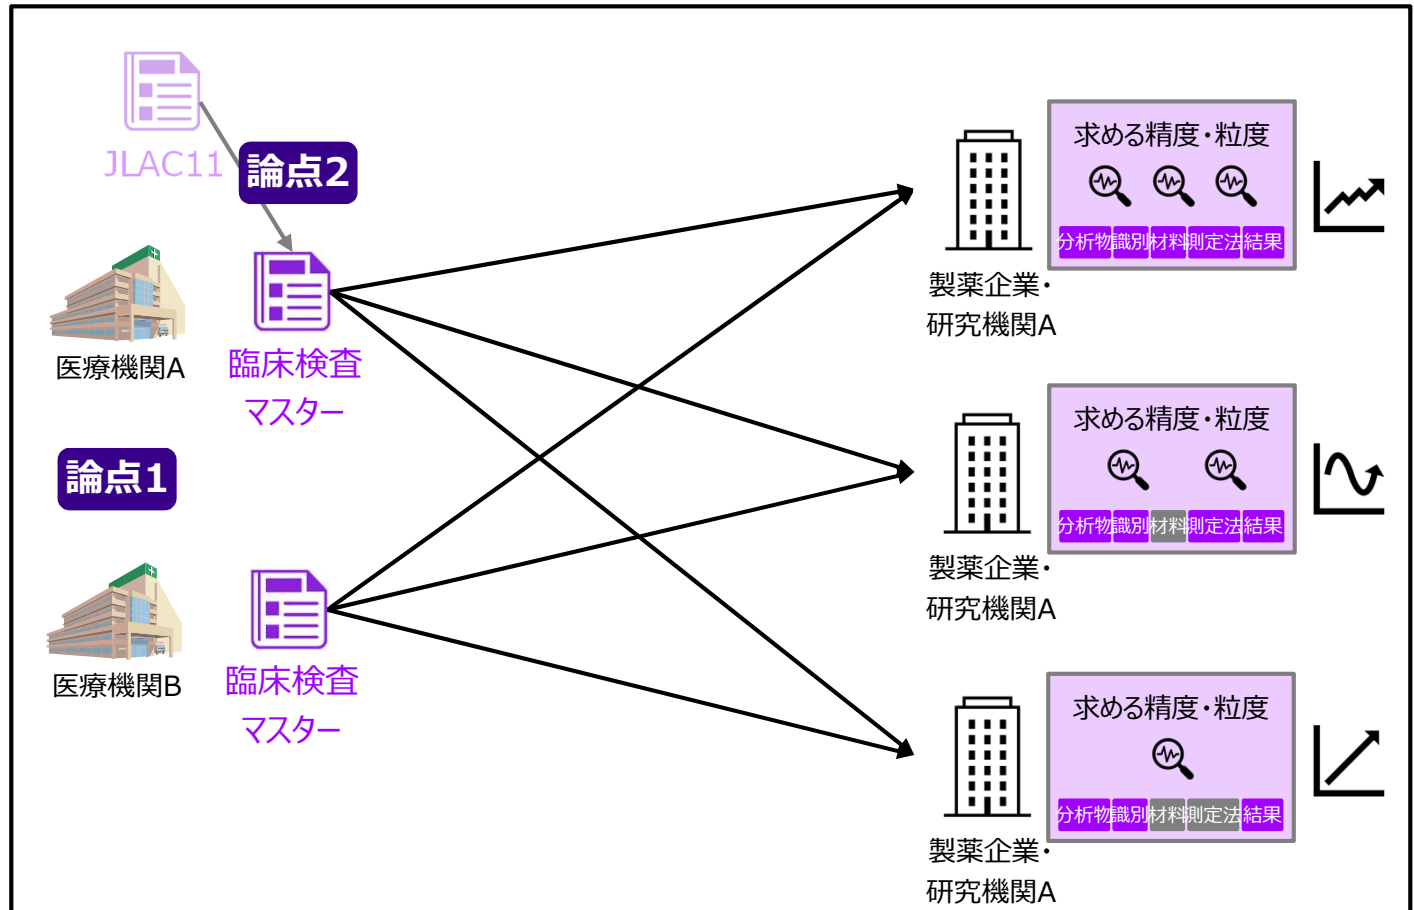 JLAC11
論点2
医療機関A
臨床検査
マスター
論点1
医療機関B
臨床検査
マスター
製薬企業・
研究機関A
求める精度・粒度
分析物 識別 材料 測定法 結果
製薬企業・
研究機関A
求める精度・粒度
分析物 識別 材料 測定法 結果
製薬企業・
研究機関A
求める精度・粒度
分析物 識別 材料 測定法 結果